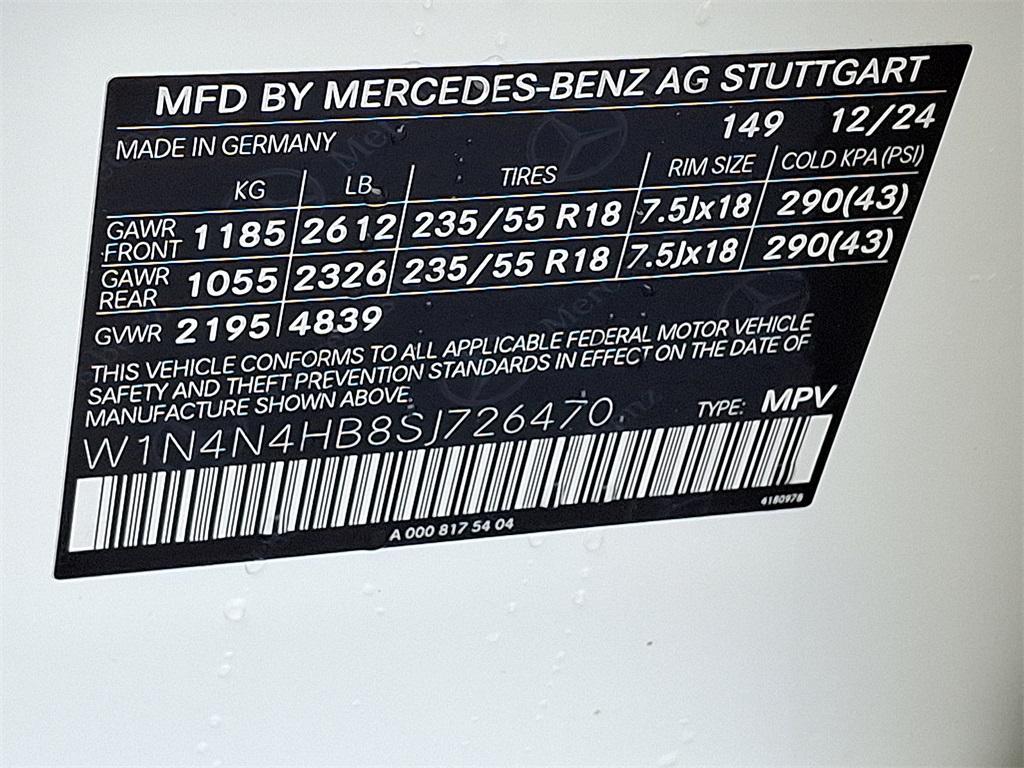 MFD BY MERCEDES-BENZ AG STUTTGART
MADE IN GERMANY 149 12/24
KG LB TIRES RIM SIZE COLD KPA (PSI)
GAWR FRONT 1185 2612 235/55 R18 7.5Jx18 290(43)
GAWR REAR 1055 2326 235/55 R18 7.5Jx18 290(43)
GVWR 2195 4839
THIS VEHICLE CONFORMS TO ALL APPLICABLE FEDERAL MOTOR VEHICLE
SAFETY AND THEFT PREVENTION STANDARDS IN EFFECT ON THE DATE OF
MANUFACTURE SHOWN ABOVE.
W1N4N4HB8SJ726470 TYPE: MPV
A 000 817 54 04 4180978